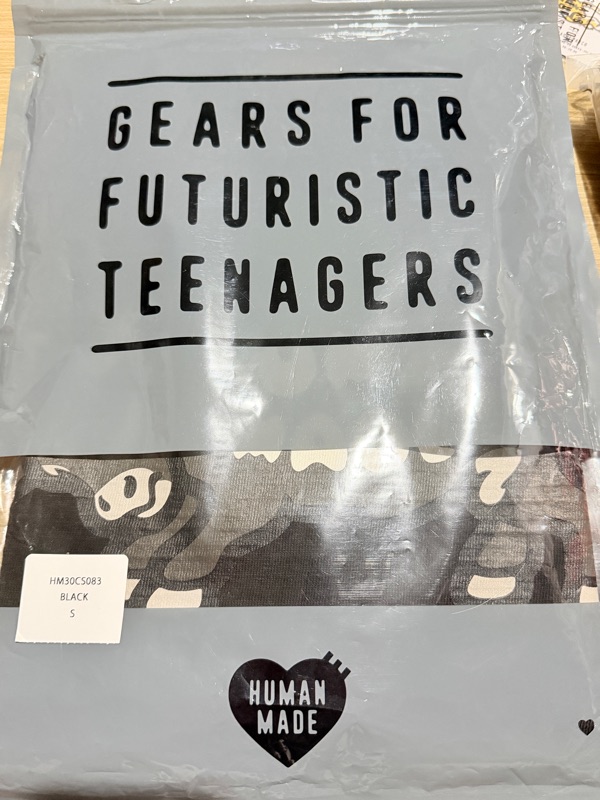 GEARS FOR
FUTURISTIC
TEENAGERS
HM30CS083
BLACK
S
HUMAN
MADE